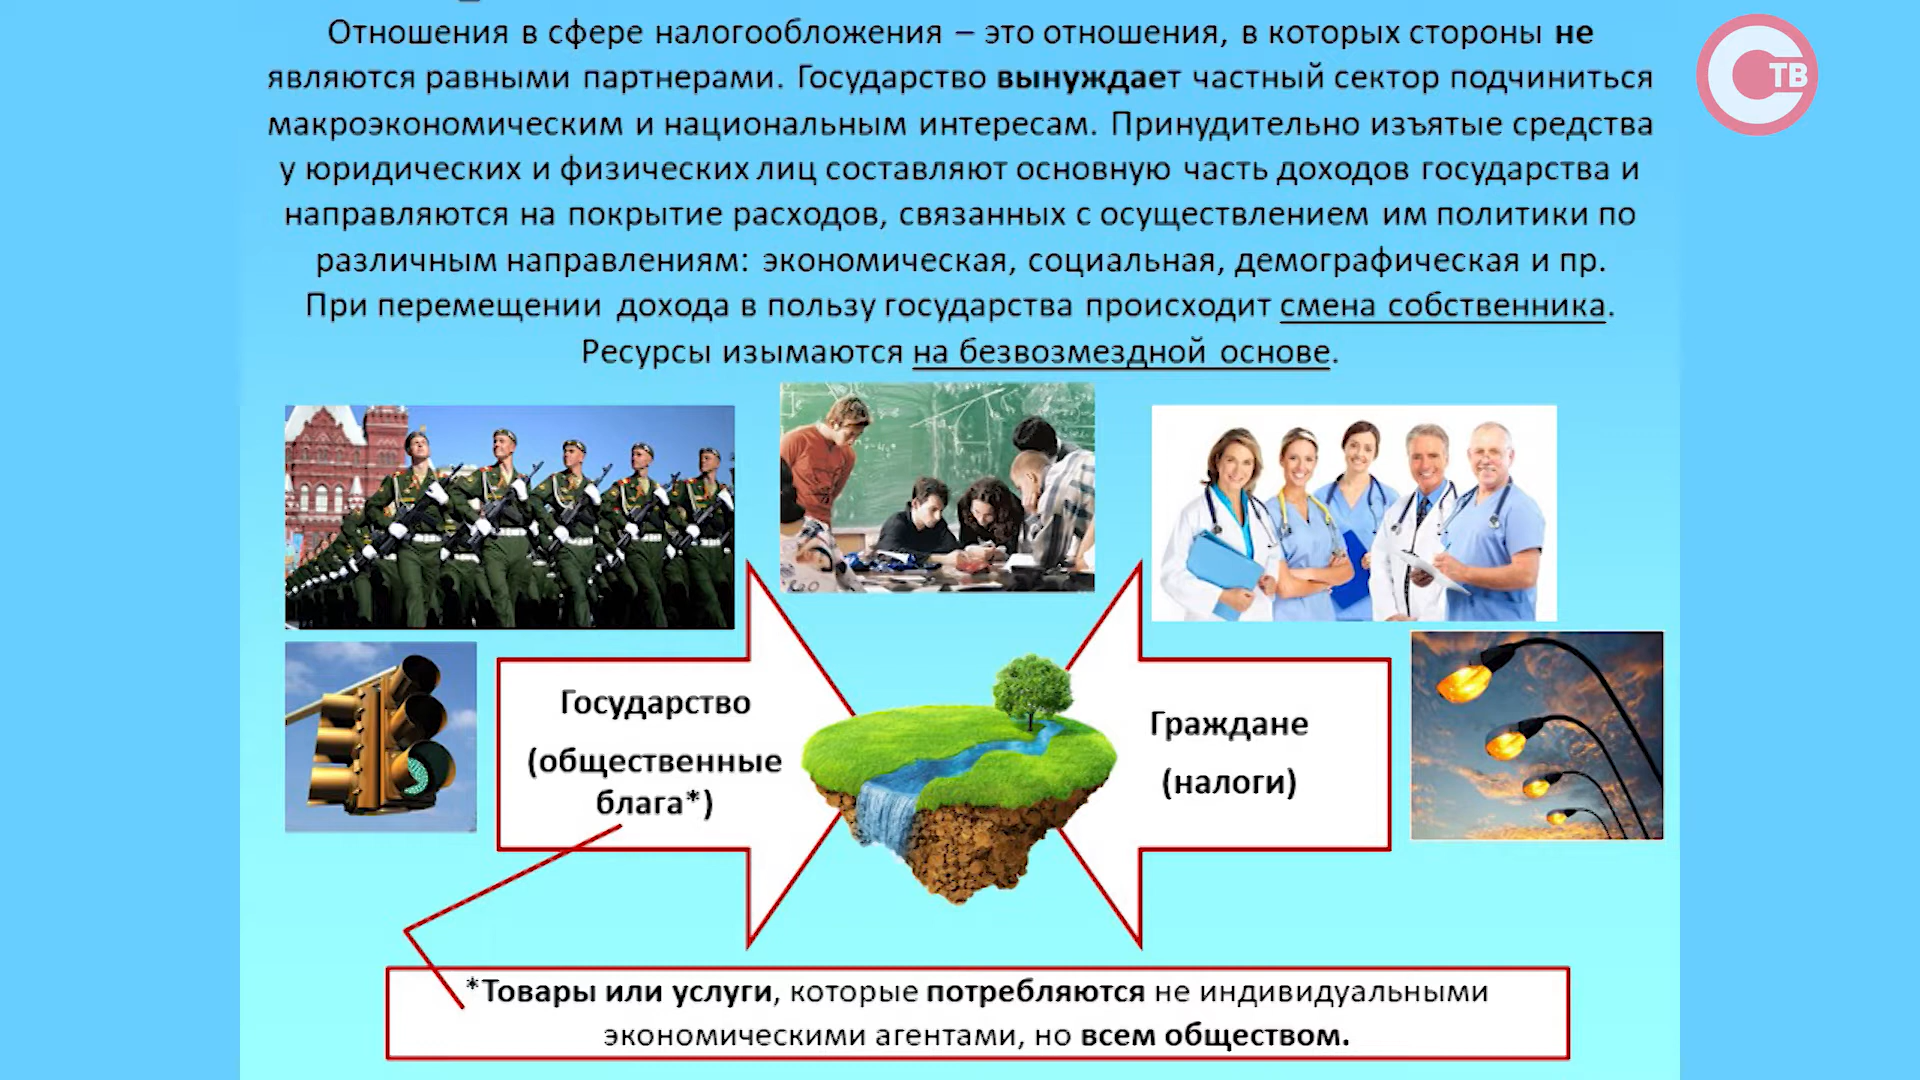 Отношения в сфере налогообложения – это отношения, в которых стороны не
являются равными партнерами. Государство вынуждает частный сектор подчиниться
макроэкономическим и национальным интересам. Принудительно изъятые средства
у юридических и физических лиц составляют основную часть доходов государства и
направляются на покрытие расходов, связанных с осуществлением им политики по
различным направлениям: экономическая, социальная, демографическая и пр.
При перемещении дохода в пользу государства происходит смена собственника.
Ресурсы изымаются на безвозмездной основе.
СТВ
Государство
(общественные
блага*)
Граждане
(налоги)
*Товары или услуги, которые потребляются не индивидуальными
экономическими агентами, но всем обществом.